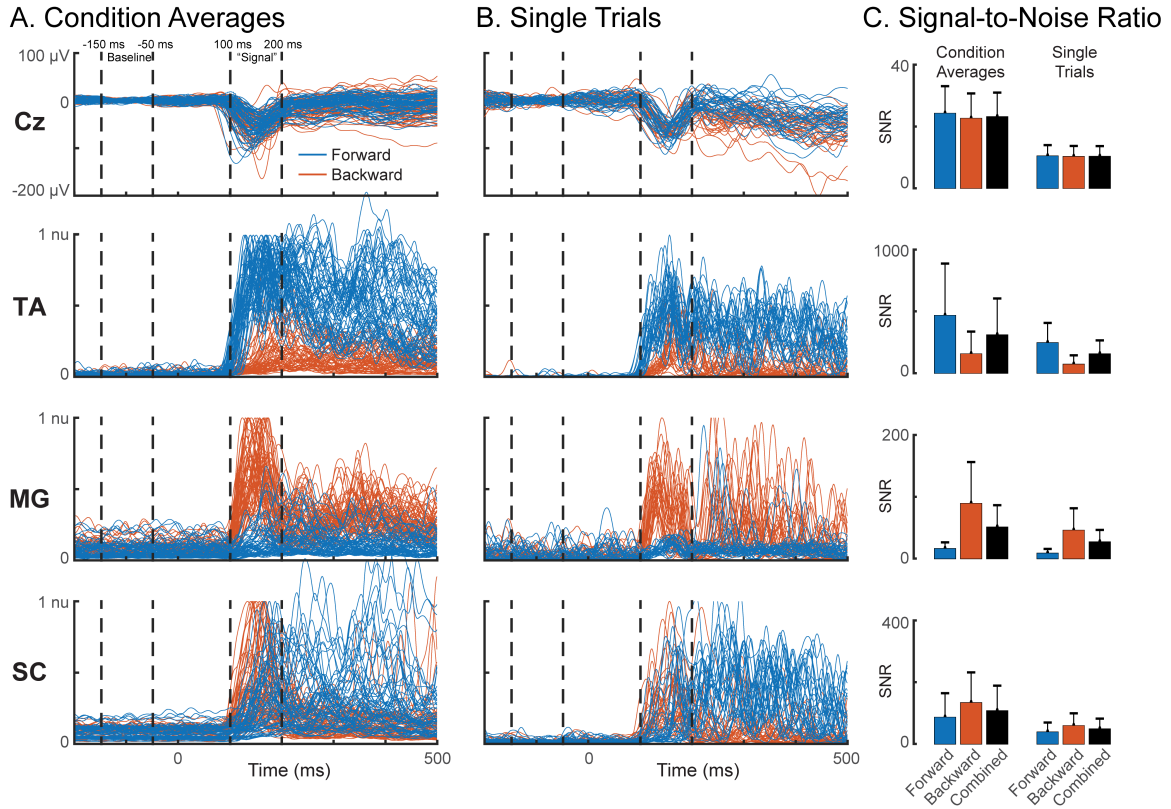 A. Condition Averages
B. Single Trials
C. Signal-to-Noise Ratio
100 µV
-150 ms
-50 ms
100 ms
200 ms
Baseline
"Signal"
0
Cz
Forward
Backward
-200 µV
Condition
Averages
Single
Trials
40
SNR
0
1 nu
TA
0
1000
SNR
0
1 nu
MG
0
200
SNR
0
1 nu
SC
0
400
SNR
0
0
Time (ms)
500
0
Time (ms)
500
Forward
Backward
Combined
Forward
Backward
Combined